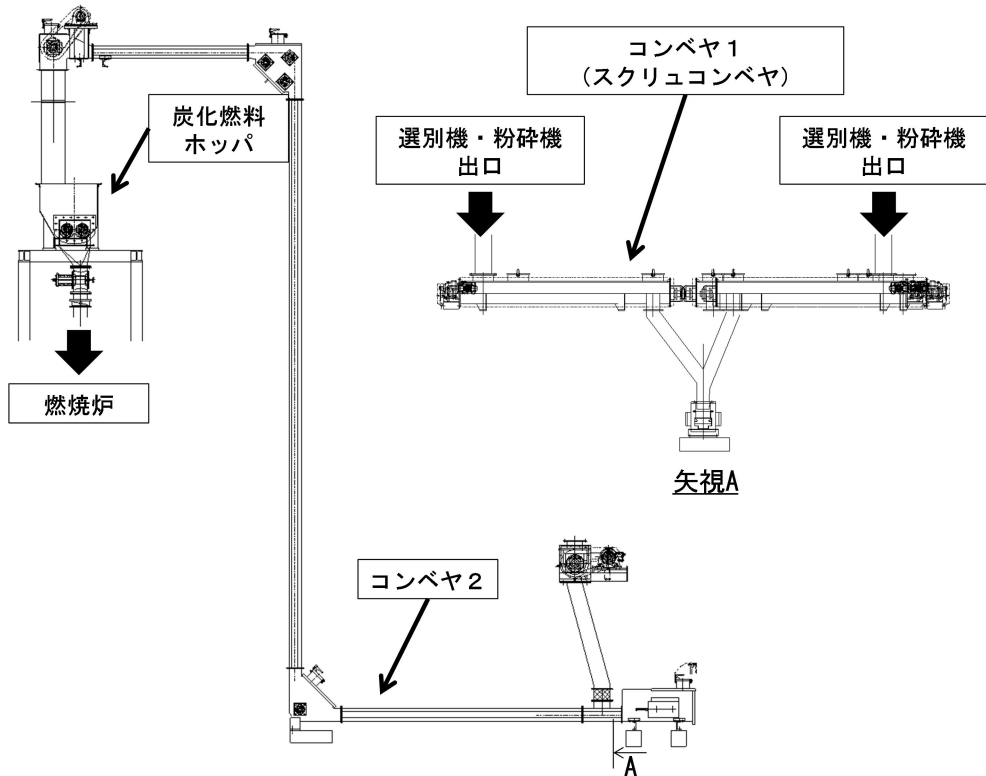 コンベヤ１
(スクリュコンベヤ)
炭化燃料
ホッパ
選別機・粉砕機
出口
選別機・粉砕機
出口
燃焼炉
矢視A
コンベヤ２
A